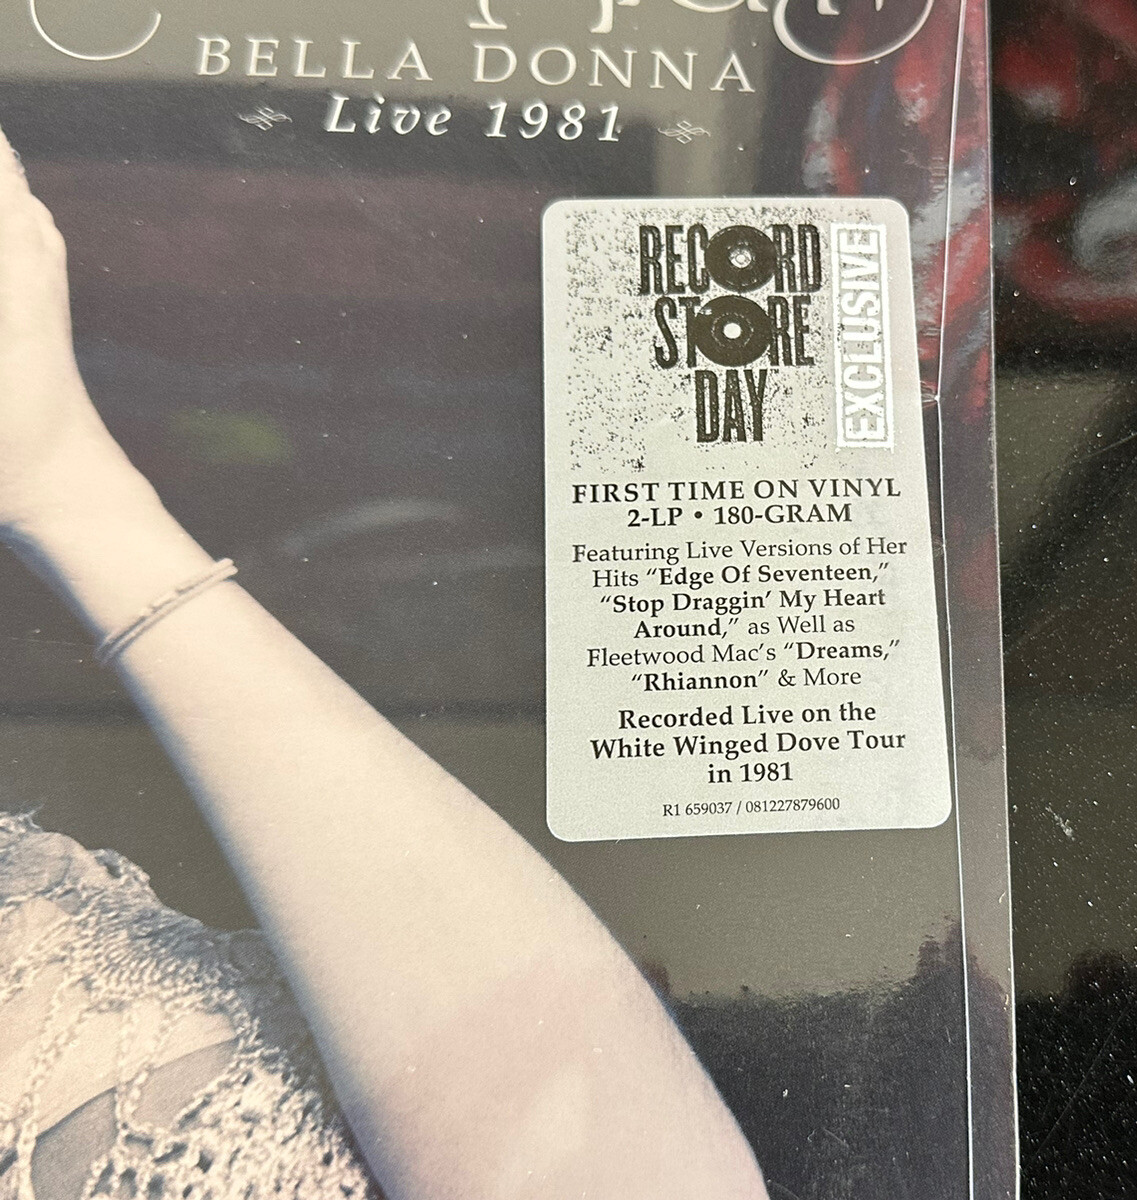 BELLA DONNA
Live 1981
RECORD
STORE
DAY
EXCLUSIVE
FIRST TIME ON VINYL
2-LP • 180-GRAM
Featuring Live Versions of Her
Hits “Edge Of Seventeen,”
“Stop Draggin’ My Heart
Around,” as Well as
Fleetwood Mac’s “Dreams,”
“Rhiannon” & More
Recorded Live on the
White Winged Dove Tour
in 1981
R1 659037 / 081227879600